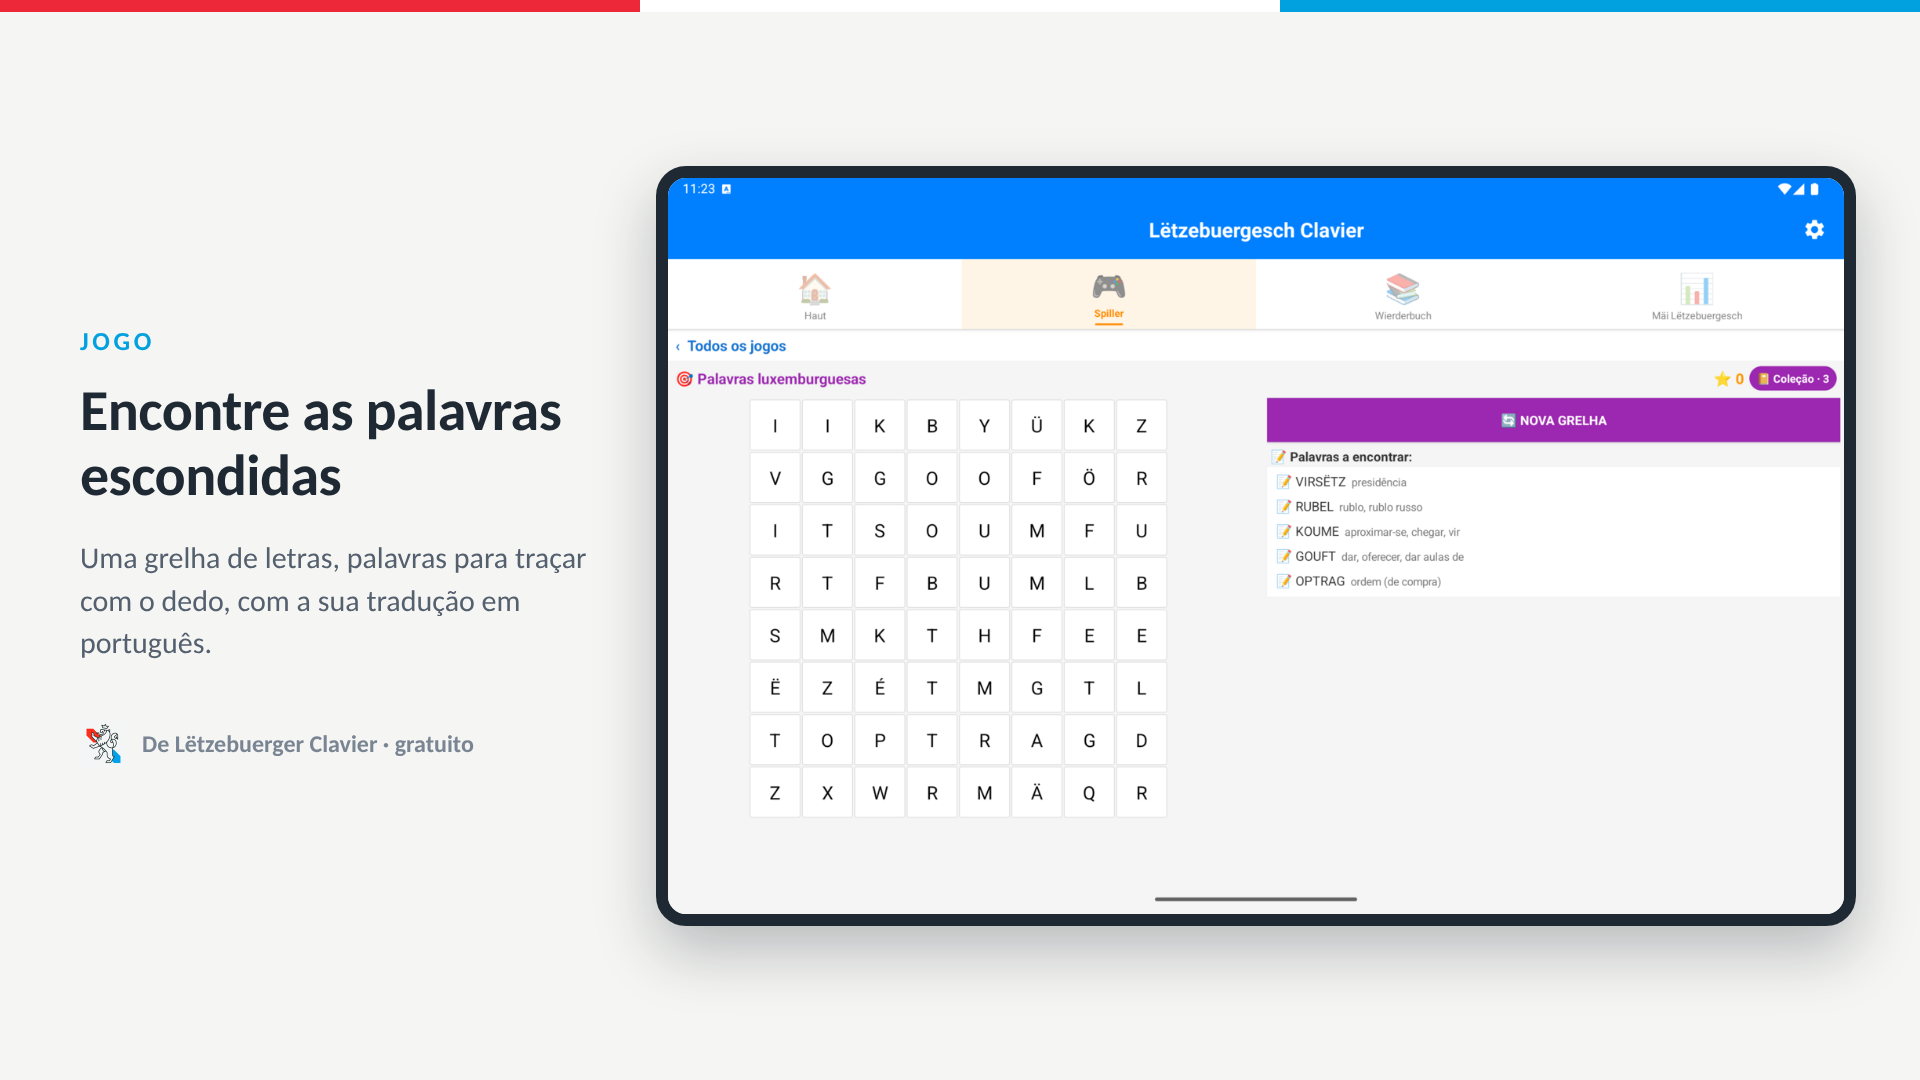 JOGO
Encontre as palavras
escondidas
Uma grelha de letras, palavras para traçar
com o dedo, com a sua tradução em
português.
De Lëtzebuerger Clavier · gratuito
11:23
Lëtzebuergesch Clavier
Haut
Spiller
Wierderbuch
Mäi Lëtzebuergesch
‹ Todos os jogos
Palavras luxemburguesas
0
Coleção · 3
I I K B Y Ü K Z
V G G O O F Ö R
I T S O U M F U
R T F B U M L B
S M K T H F E E
Ë Z É T M G T L
T O P T R A G D
Z X W R M Ä Q R
NOVA GRELHA
Palavras a encontrar:
VIRSËTZ presidência
RUBEL rublo, rublo russo
KOUME aproximar-se, chegar, vir
GOUFT dar, oferecer, dar aulas de
OPTRAG ordem (de compra)